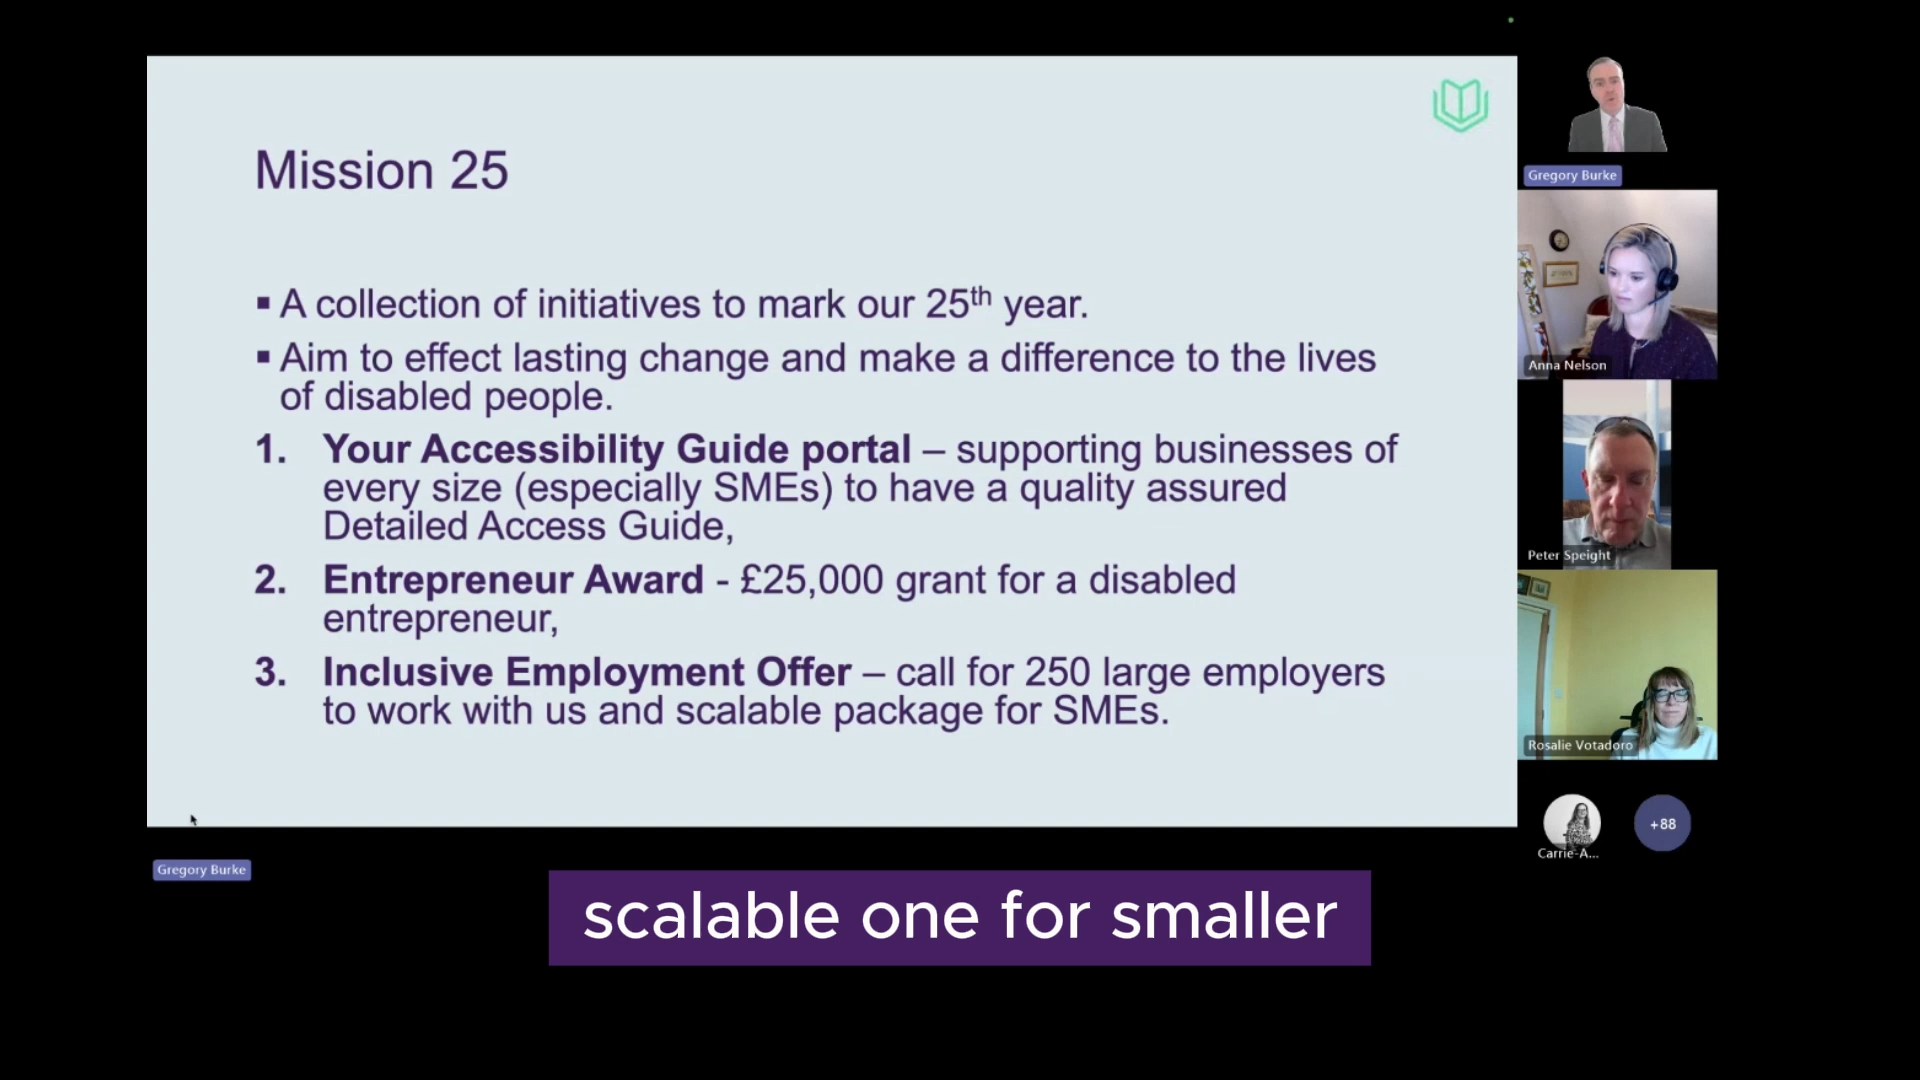 Mission 25
▪ A collection of initiatives to mark our 25th year.
▪ Aim to effect lasting change and make a difference to the lives
of disabled people.
1. Your Accessibility Guide portal – supporting businesses of
every size (especially SMEs) to have a quality assured
Detailed Access Guide,
2. Entrepreneur Award - £25,000 grant for a disabled
entrepreneur,
3. Inclusive Employment Offer – call for 250 large employers
to work with us and scalable package for SMEs.
Gregory Burke
Anna Nelson
Peter Speight
Rosalie Votadoro
Carrie-A...
+88
Gregory Burke
scalable one for smaller